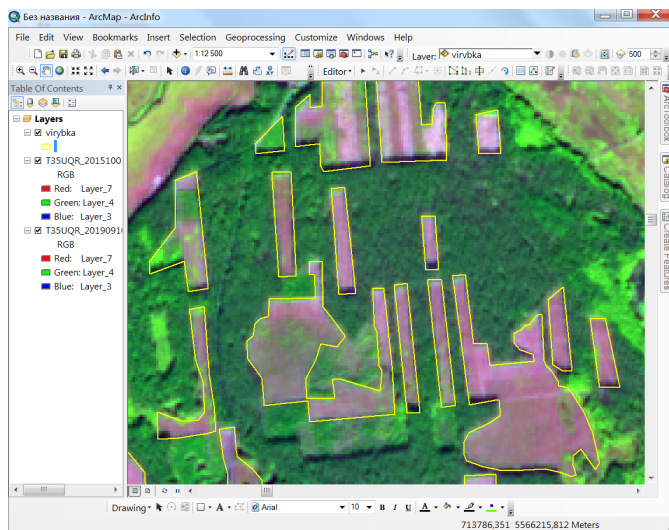 Без названия - ArcMap - ArcInfo
File Edit View Bookmarks Insert Selection Geoprocessing Customize Windows Help
1:12 500
Layer: virybka
500
Editor
Table Of Contents
Layers
virybka
T35UQR_2015100
RGB
Red: Layer_7
Green: Layer_4
Blue: Layer_3
T35UQR_2019091
RGB
Red: Layer_7
Green: Layer_4
Blue: Layer_3
ArcToolbox
Catalog
Create Features
Drawing
Arial
10
B I U A
713786,351 5566215,812 Meters